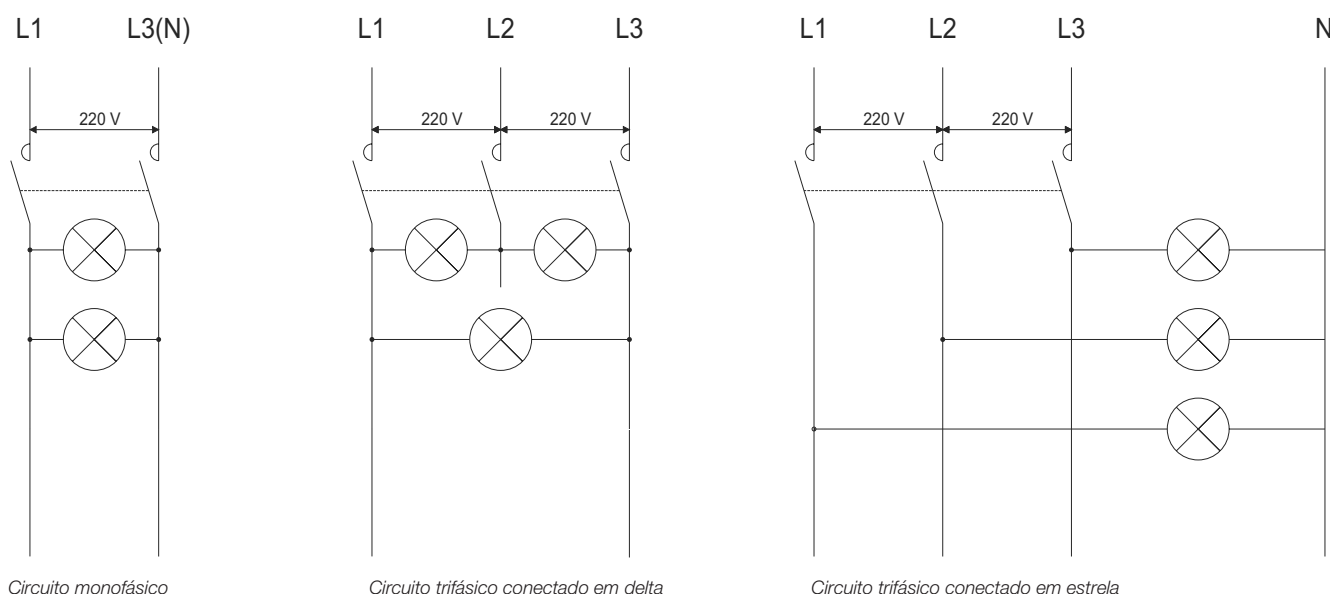 L1 L3(N) L1 L2 L3 L1 L2 L3 N
220 V 220 V 220 V 220 V 220 V
Circuito monofásico Circuito trifásico conectado em delta Circuito trifásico conectado em estrela